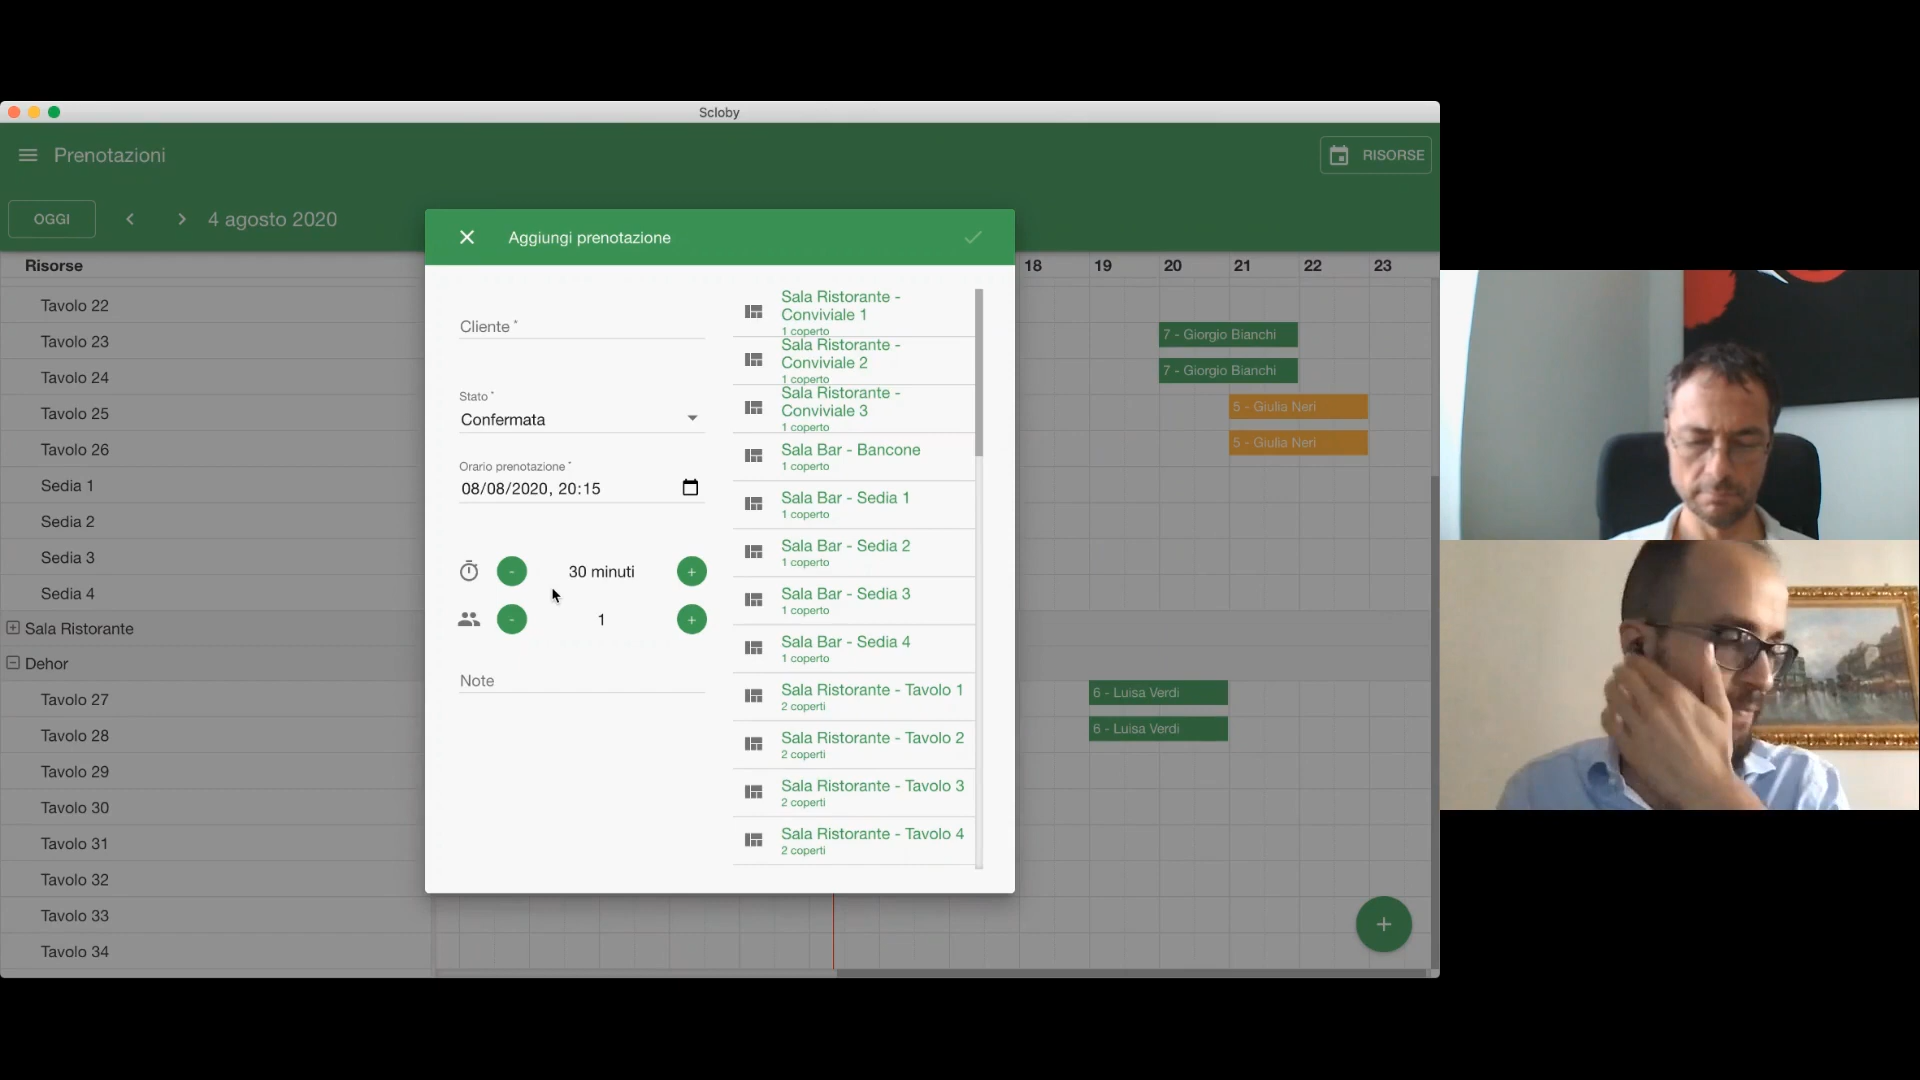 Scloby
Prenotazioni
RISORSE
OGGI
4 agosto 2020
Risorse
18 19 20 21 22 23
Tavolo 22
Tavolo 23
Tavolo 24
Tavolo 25
Tavolo 26
Sedia 1
Sedia 2
Sedia 3
Sedia 4
Sala Ristorante
Dehor
Tavolo 27
Tavolo 28
Tavolo 29
Tavolo 30
Tavolo 31
Tavolo 32
Tavolo 33
Tavolo 34
Aggiungi prenotazione
Cliente *
Stato *
Confermata
Orario prenotazione *
08/08/2020, 20:15
- 30 minuti +
- 1 +
Note
Sala Ristorante -
Conviviale 1
1 coperto
Sala Ristorante -
Conviviale 2
1 coperto
Sala Ristorante -
Conviviale 3
1 coperto
Sala Bar - Bancone
1 coperto
Sala Bar - Sedia 1
1 coperto
Sala Bar - Sedia 2
1 coperto
Sala Bar - Sedia 3
1 coperto
Sala Bar - Sedia 4
1 coperto
Sala Ristorante - Tavolo 1
2 coperti
Sala Ristorante - Tavolo 2
2 coperti
Sala Ristorante - Tavolo 3
2 coperti
Sala Ristorante - Tavolo 4
2 coperti
7 - Giorgio Bianchi
7 - Giorgio Bianchi
5 - Giulia Neri
5 - Giulia Neri
6 - Luisa Verdi
6 - Luisa Verdi
+